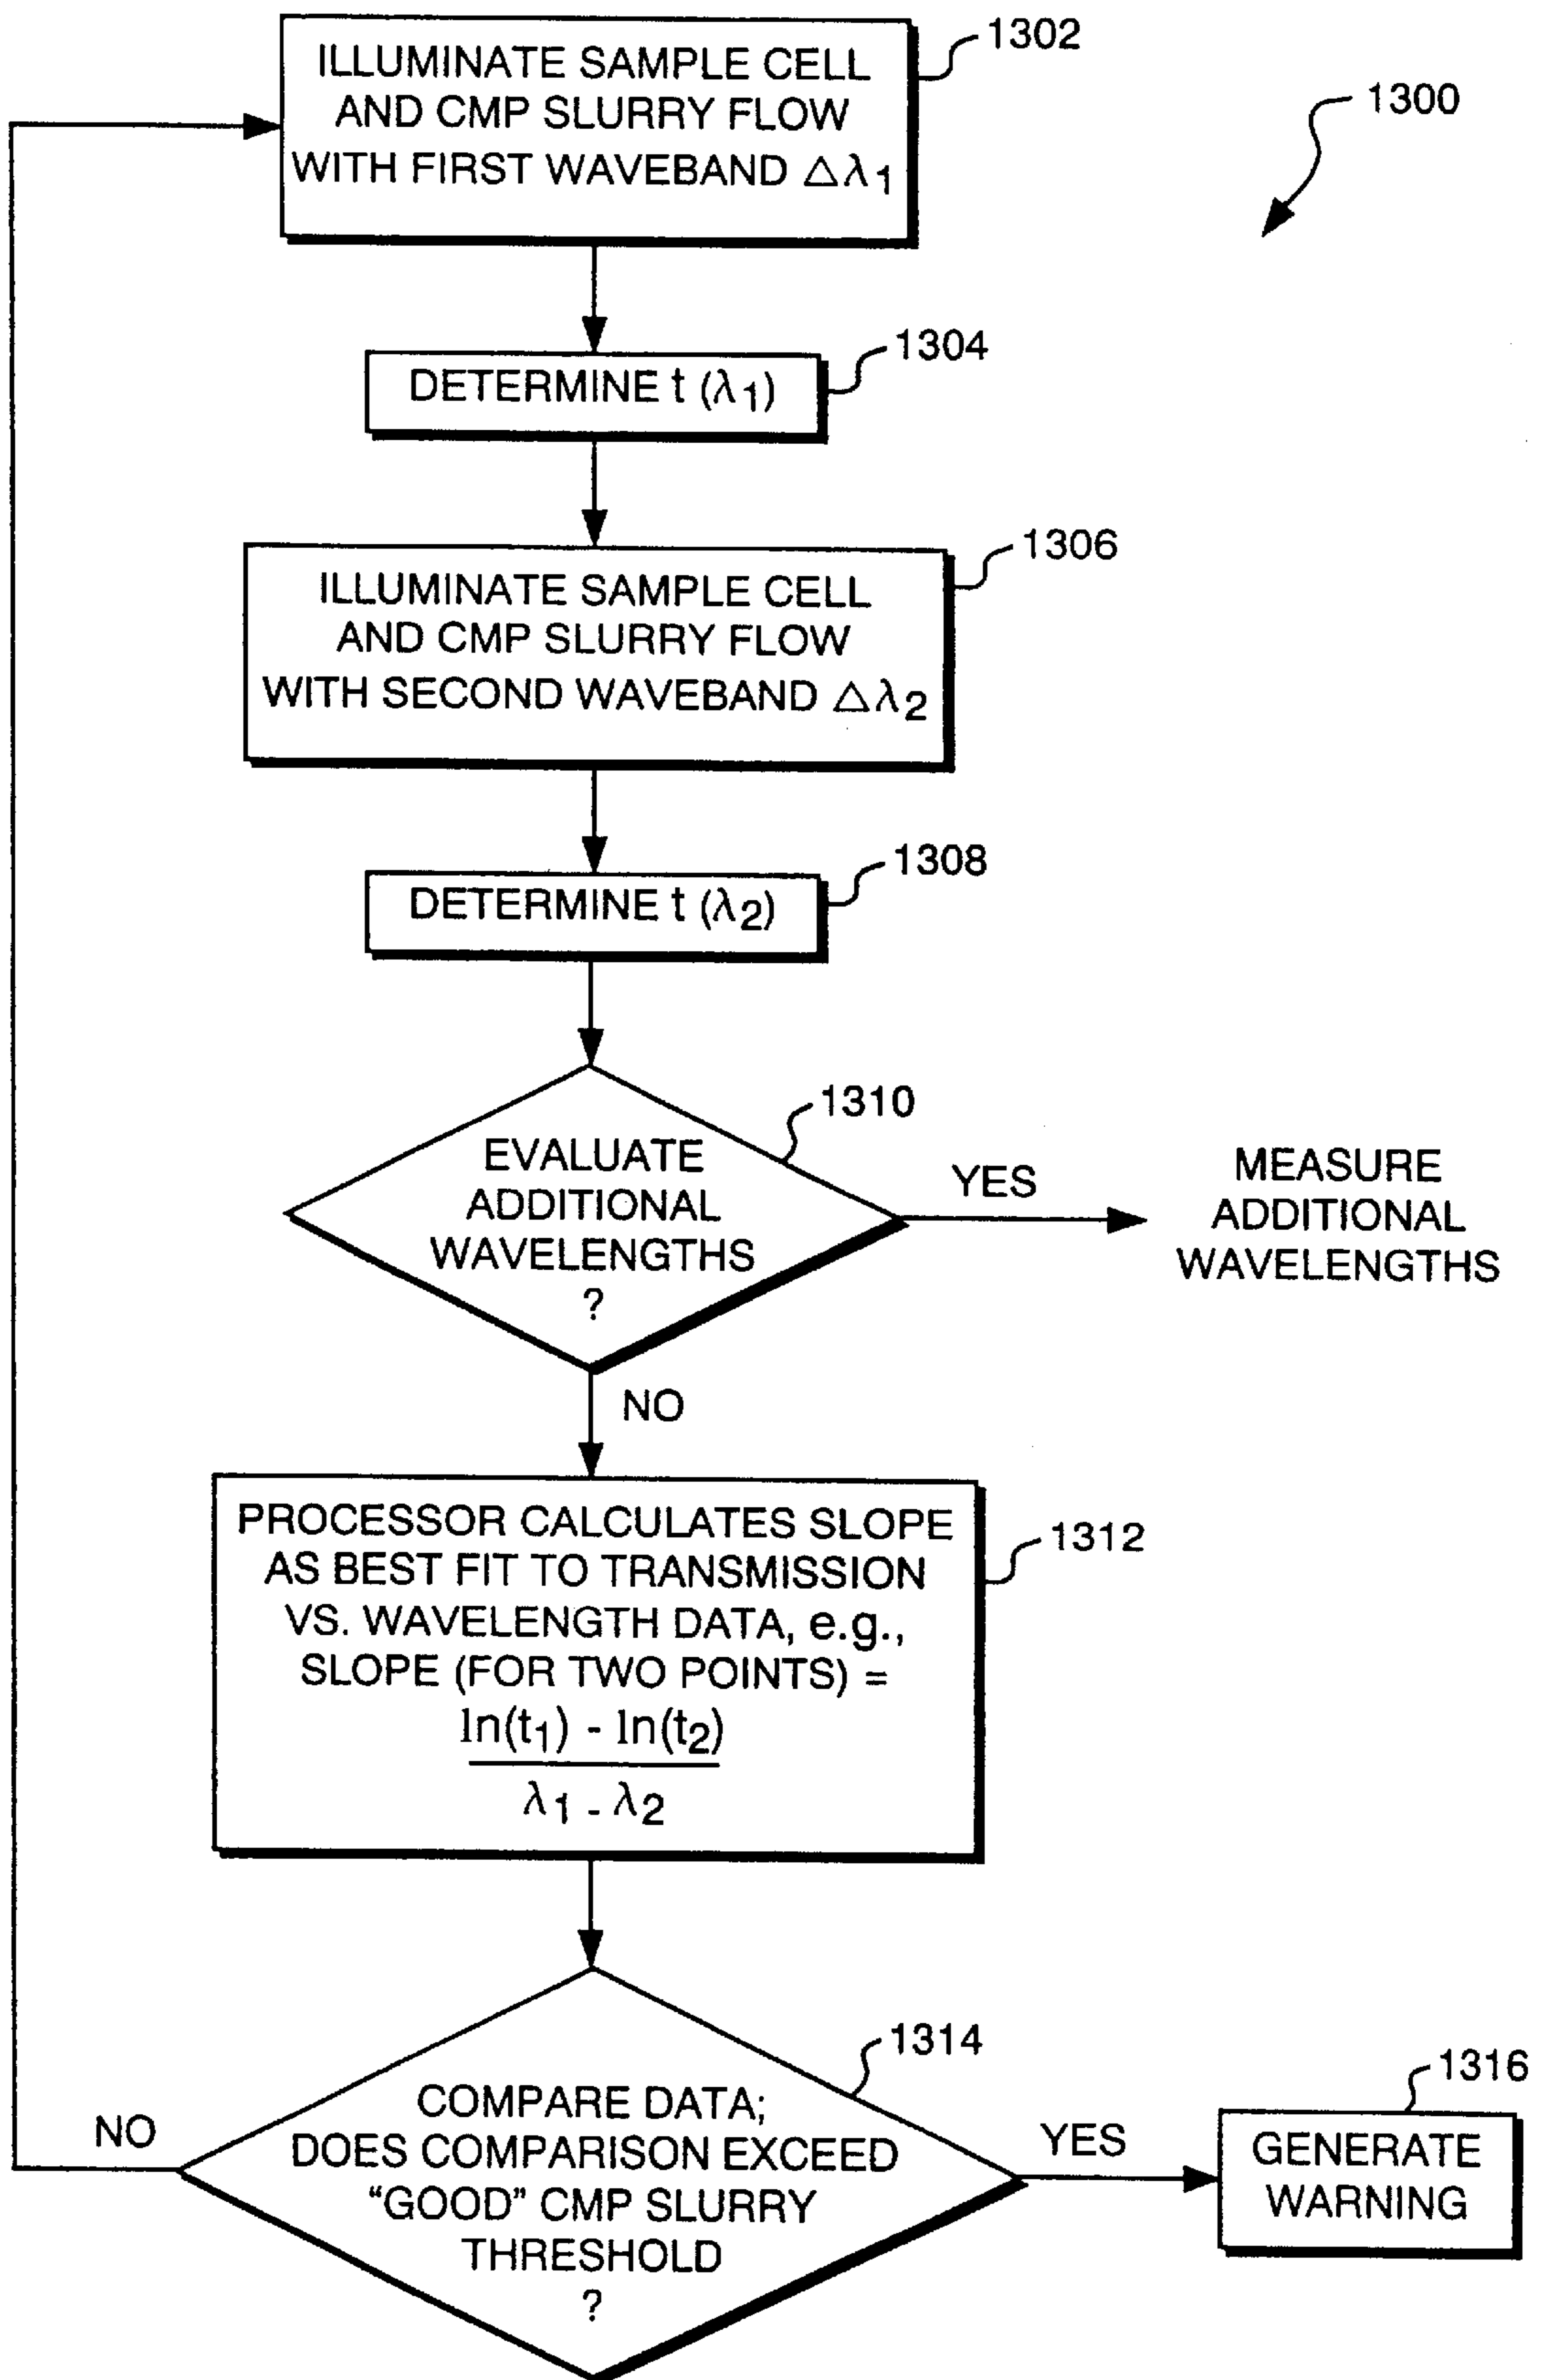 1302
ILLUMINATE SAMPLE CELL
AND CMP SLURRY FLOW
WITH FIRST WAVEBAND △λ1
1300
1304
DETERMINE t (λ1)
1306
ILLUMINATE SAMPLE CELL
AND CMP SLURRY FLOW
WITH SECOND WAVEBAND △λ2
1308
DETERMINE t (λ2)
1310
EVALUATE
ADDITIONAL
WAVELENGTHS
?
YES
MEASURE
ADDITIONAL
WAVELENGTHS
NO
1312
PROCESSOR CALCULATES SLOPE
AS BEST FIT TO TRANSMISSION
VS. WAVELENGTH DATA, e.g.,
SLOPE (FOR TWO POINTS) =
ln(t1) - ln(t2)
λ1 - λ2
1314
COMPARE DATA;
DOES COMPARISON EXCEED
“GOOD” CMP SLURRY
THRESHOLD
?
NO
YES
1316
GENERATE
WARNING